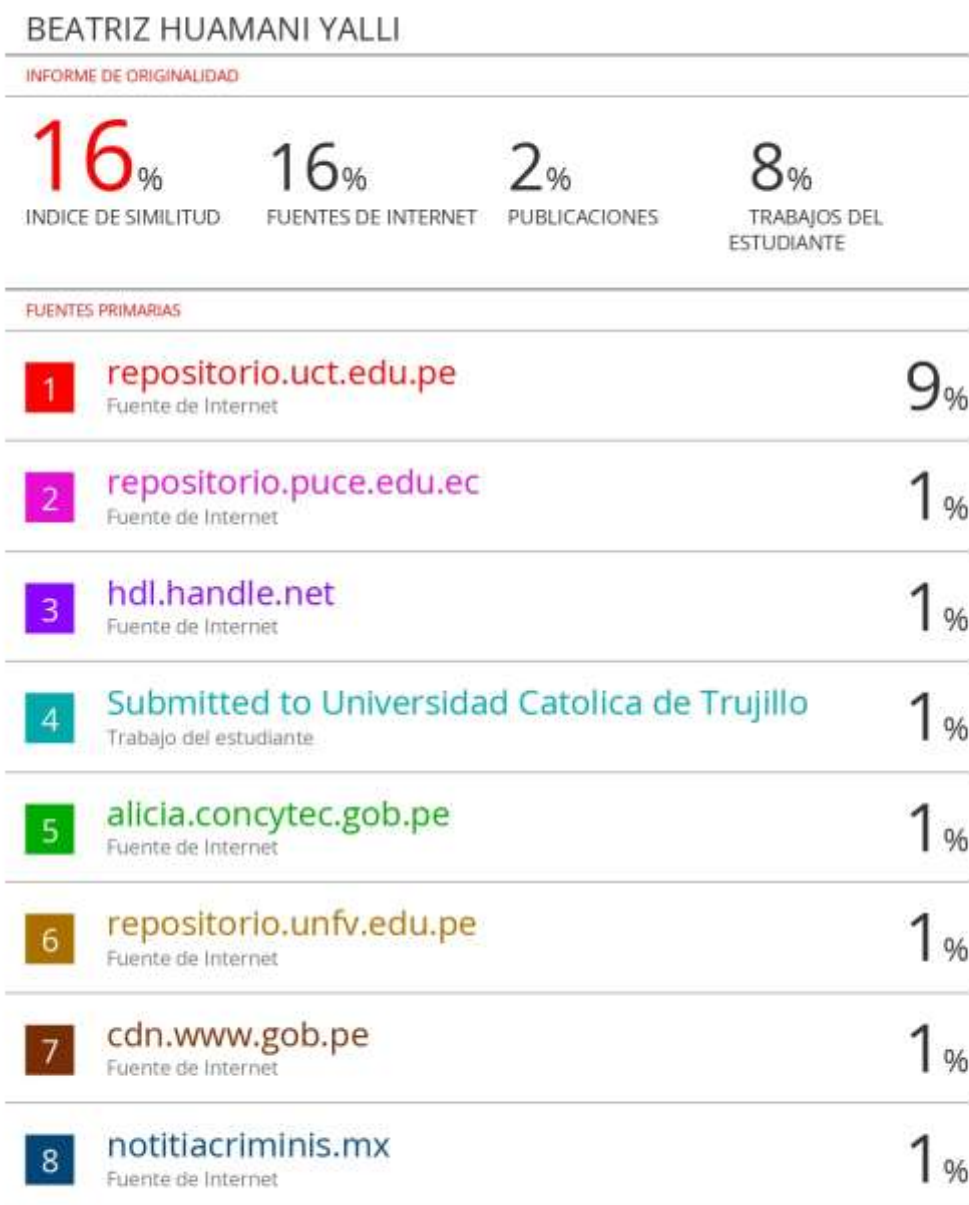 BEATRIZ HUAMANI YALLI
INFORME DE ORIGINALIDAD
16%
16%
2%
8%
INDICE DE SIMILITUD
FUENTES DE INTERNET
PUBLICACIONES
TRABAJOS DEL
ESTUDIANTE
FUENTES PRIMARIAS
1
repositorio.uct.edu.pe
Fuente de Internet
9%
2
repositorio.puce.edu.ec
Fuente de Internet
1%
3
hdl.handle.net
Fuente de Internet
1%
4
Submitted to Universidad Catolica de Trujillo
Trabajo del estudiante
1%
5
alicia.concytec.gob.pe
Fuente de Internet
1%
6
repositorio.unfv.edu.pe
Fuente de Internet
1%
7
cdn.www.gob.pe
Fuente de Internet
1%
8
notitiacriminis.mx
Fuente de Internet
1%